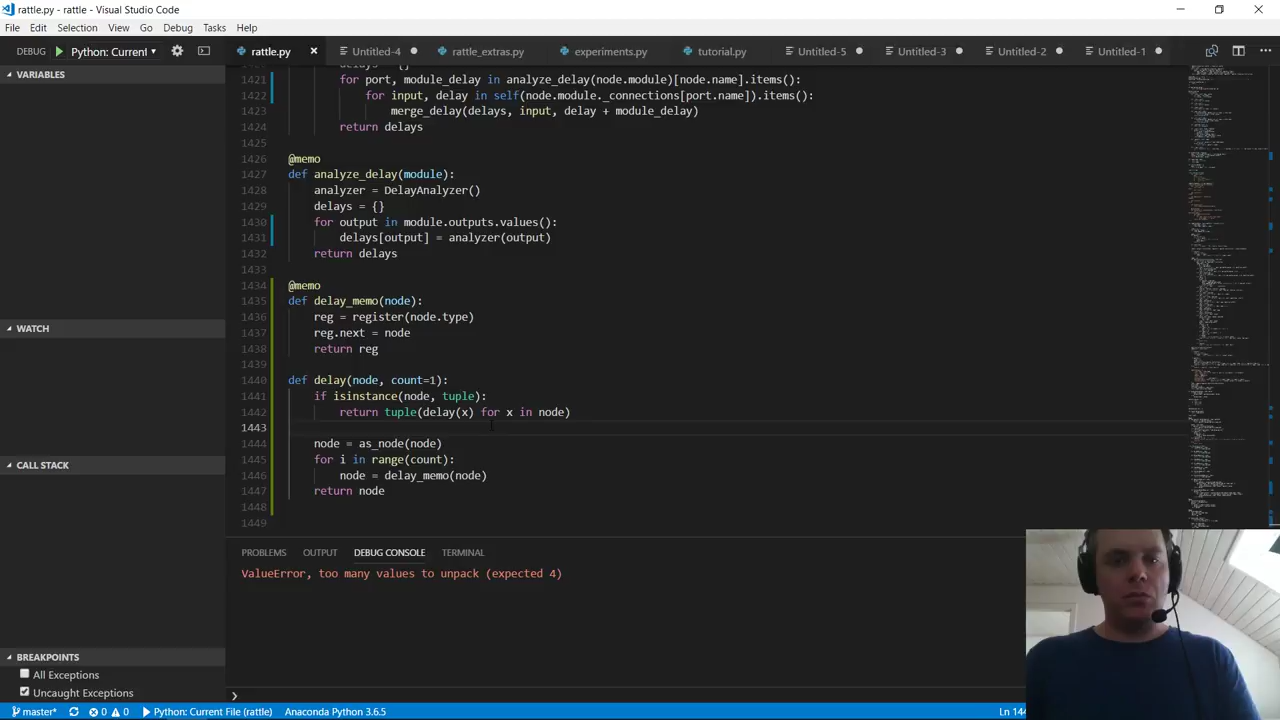 rattle.py - rattle - Visual Studio Code
File Edit Selection View Go Debug Tasks Help
DEBUG Python: Current rattle.py Untitled-4 rattle_extras.py experiments.py tutorial.py Untitled-5 Untitled-3 Untitled-2 Untitled-1
VARIABLES
1421 for port, module_delay in analyze_delay(node.module)[node.name].items():
1422 for input, delay in self(node.module._connections[port.name]).items():
1423 merge_delay(delays, input, delay + module_delay)
1424 return delays
1425
1426 @memo
1427 def analyze_delay(module):
1428 analyzer = DelayAnalyzer()
1429 delays = {}
1430 for output in module.output_names():
1431 delays[output] = analyzer(output)
1432 return delays
1433
1434 @memo
1435 def delay_memo(node):
1436 reg = Register(node.type)
1437 reg.next = node
1438 return reg
1439
1440 def delay(node, count=1):
1441 if isinstance(node, tuple):
1442 return tuple(delay(x) for x in node)
1443
1444 node = as_node(node)
1445 for i in range(count):
1446 node = delay_memo(node)
1447 return node
1448
1449
WATCH
CALL STACK
BREAKPOINTS
All Exceptions
Uncaught Exceptions
PROBLEMS OUTPUT DEBUG CONSOLE TERMINAL
ValueError, too many values to unpack (expected 4)
master* 0 0 Python: Current File (rattle) Anaconda Python 3.6.5